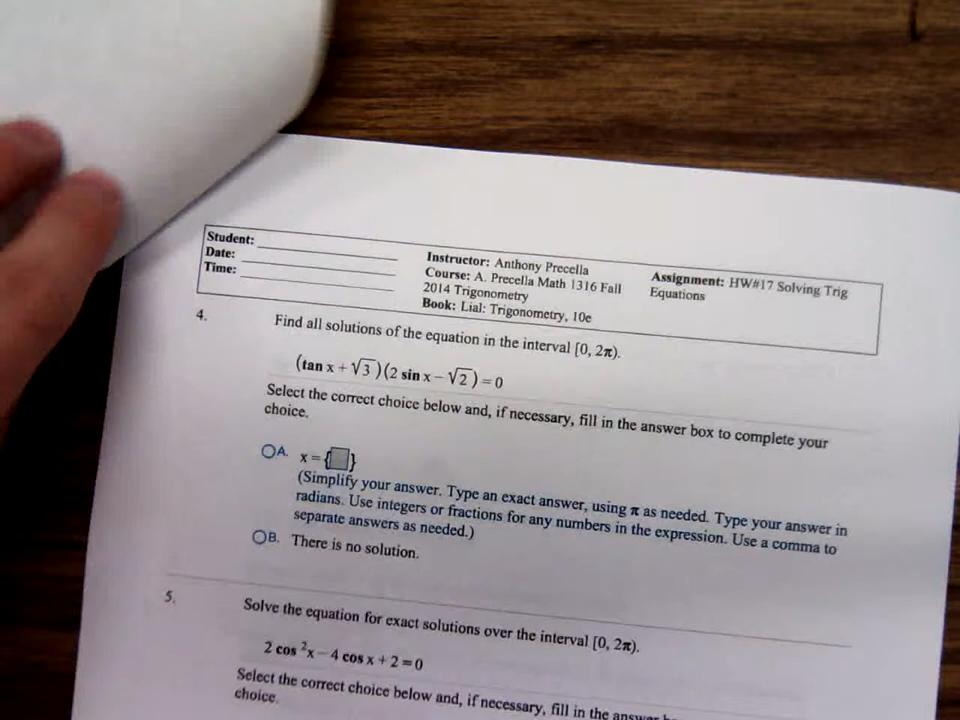 Student:
Date:
Time:
Instructor: Anthony Precella
Course: A. Precella Math 1316 Fall
2014 Trigonometry
Book: Lial: Trigonometry, 10e
Assignment: HW#17 Solving Trig
Equations
4. Find all solutions of the equation in the interval [0, 2π).
(tan x + √3)(2 sin x − √2) = 0
Select the correct choice below and, if necessary, fill in the answer box to complete your
choice.
A. x = { }
(Simplify your answer. Type an exact answer, using π as needed. Type your answer in
radians. Use integers or fractions for any numbers in the expression. Use a comma to
separate answers as needed.)
B. There is no solution.
5. Solve the equation for exact solutions over the interval [0, 2π).
2 cos ²x − 4 cos x + 2 = 0
Select the correct choice below and, if necessary, fill in the answer
choice.